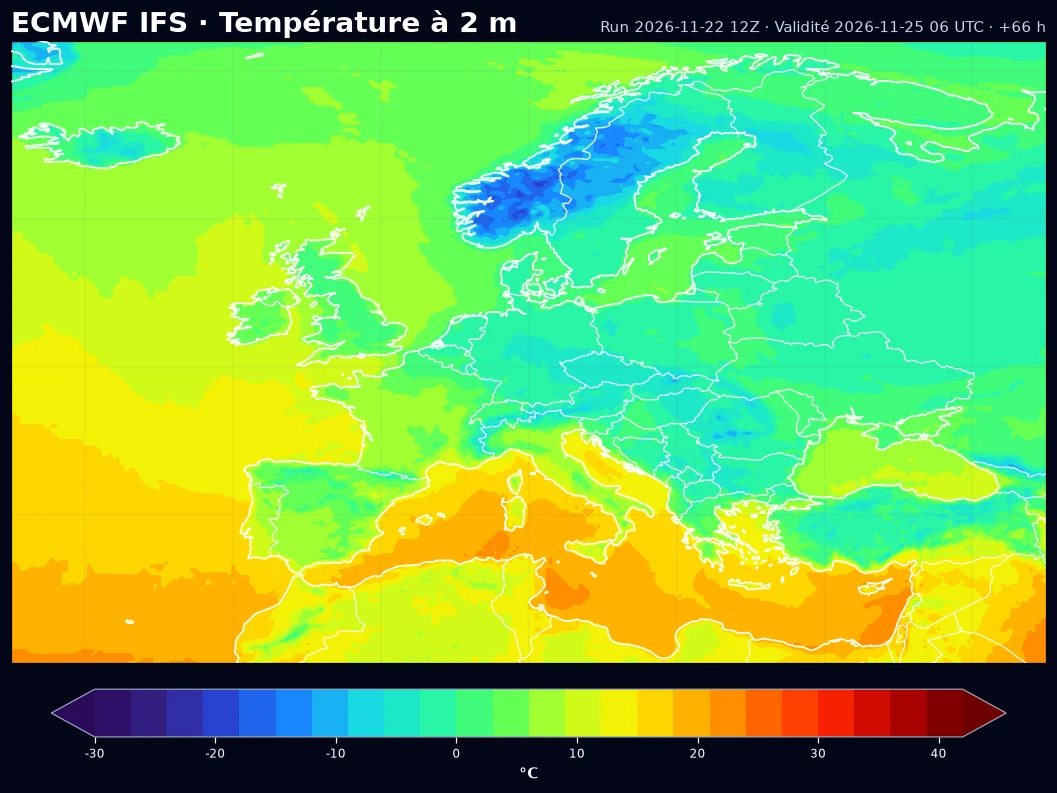 ECMWF IFS · Température à 2 m
Run 2026-11-22 12Z · Validité 2026-11-25 06 UTC · +66 h
-30 -20 -10 0 10 20 30 40
°C